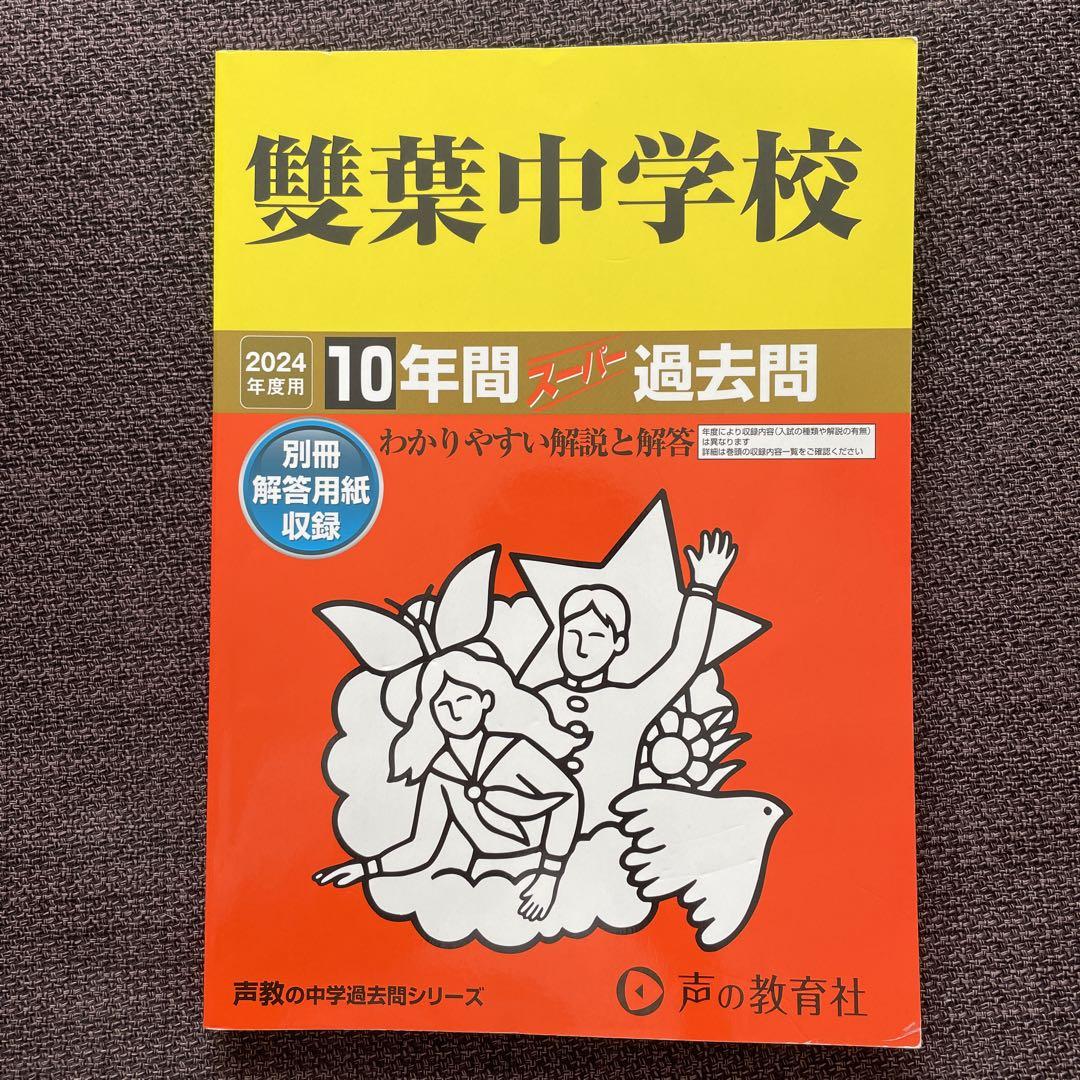 雙葉中学校
2024
年度用
10年間スーパー過去問
別冊
解答用紙
収録
わかりやすい解説と解答
年度により収録内容(入試の種類や解説の有無)
は異なります
詳細は巻頭の収録内容一覧をご確認ください
声教の中学過去問シリーズ
声の教育社